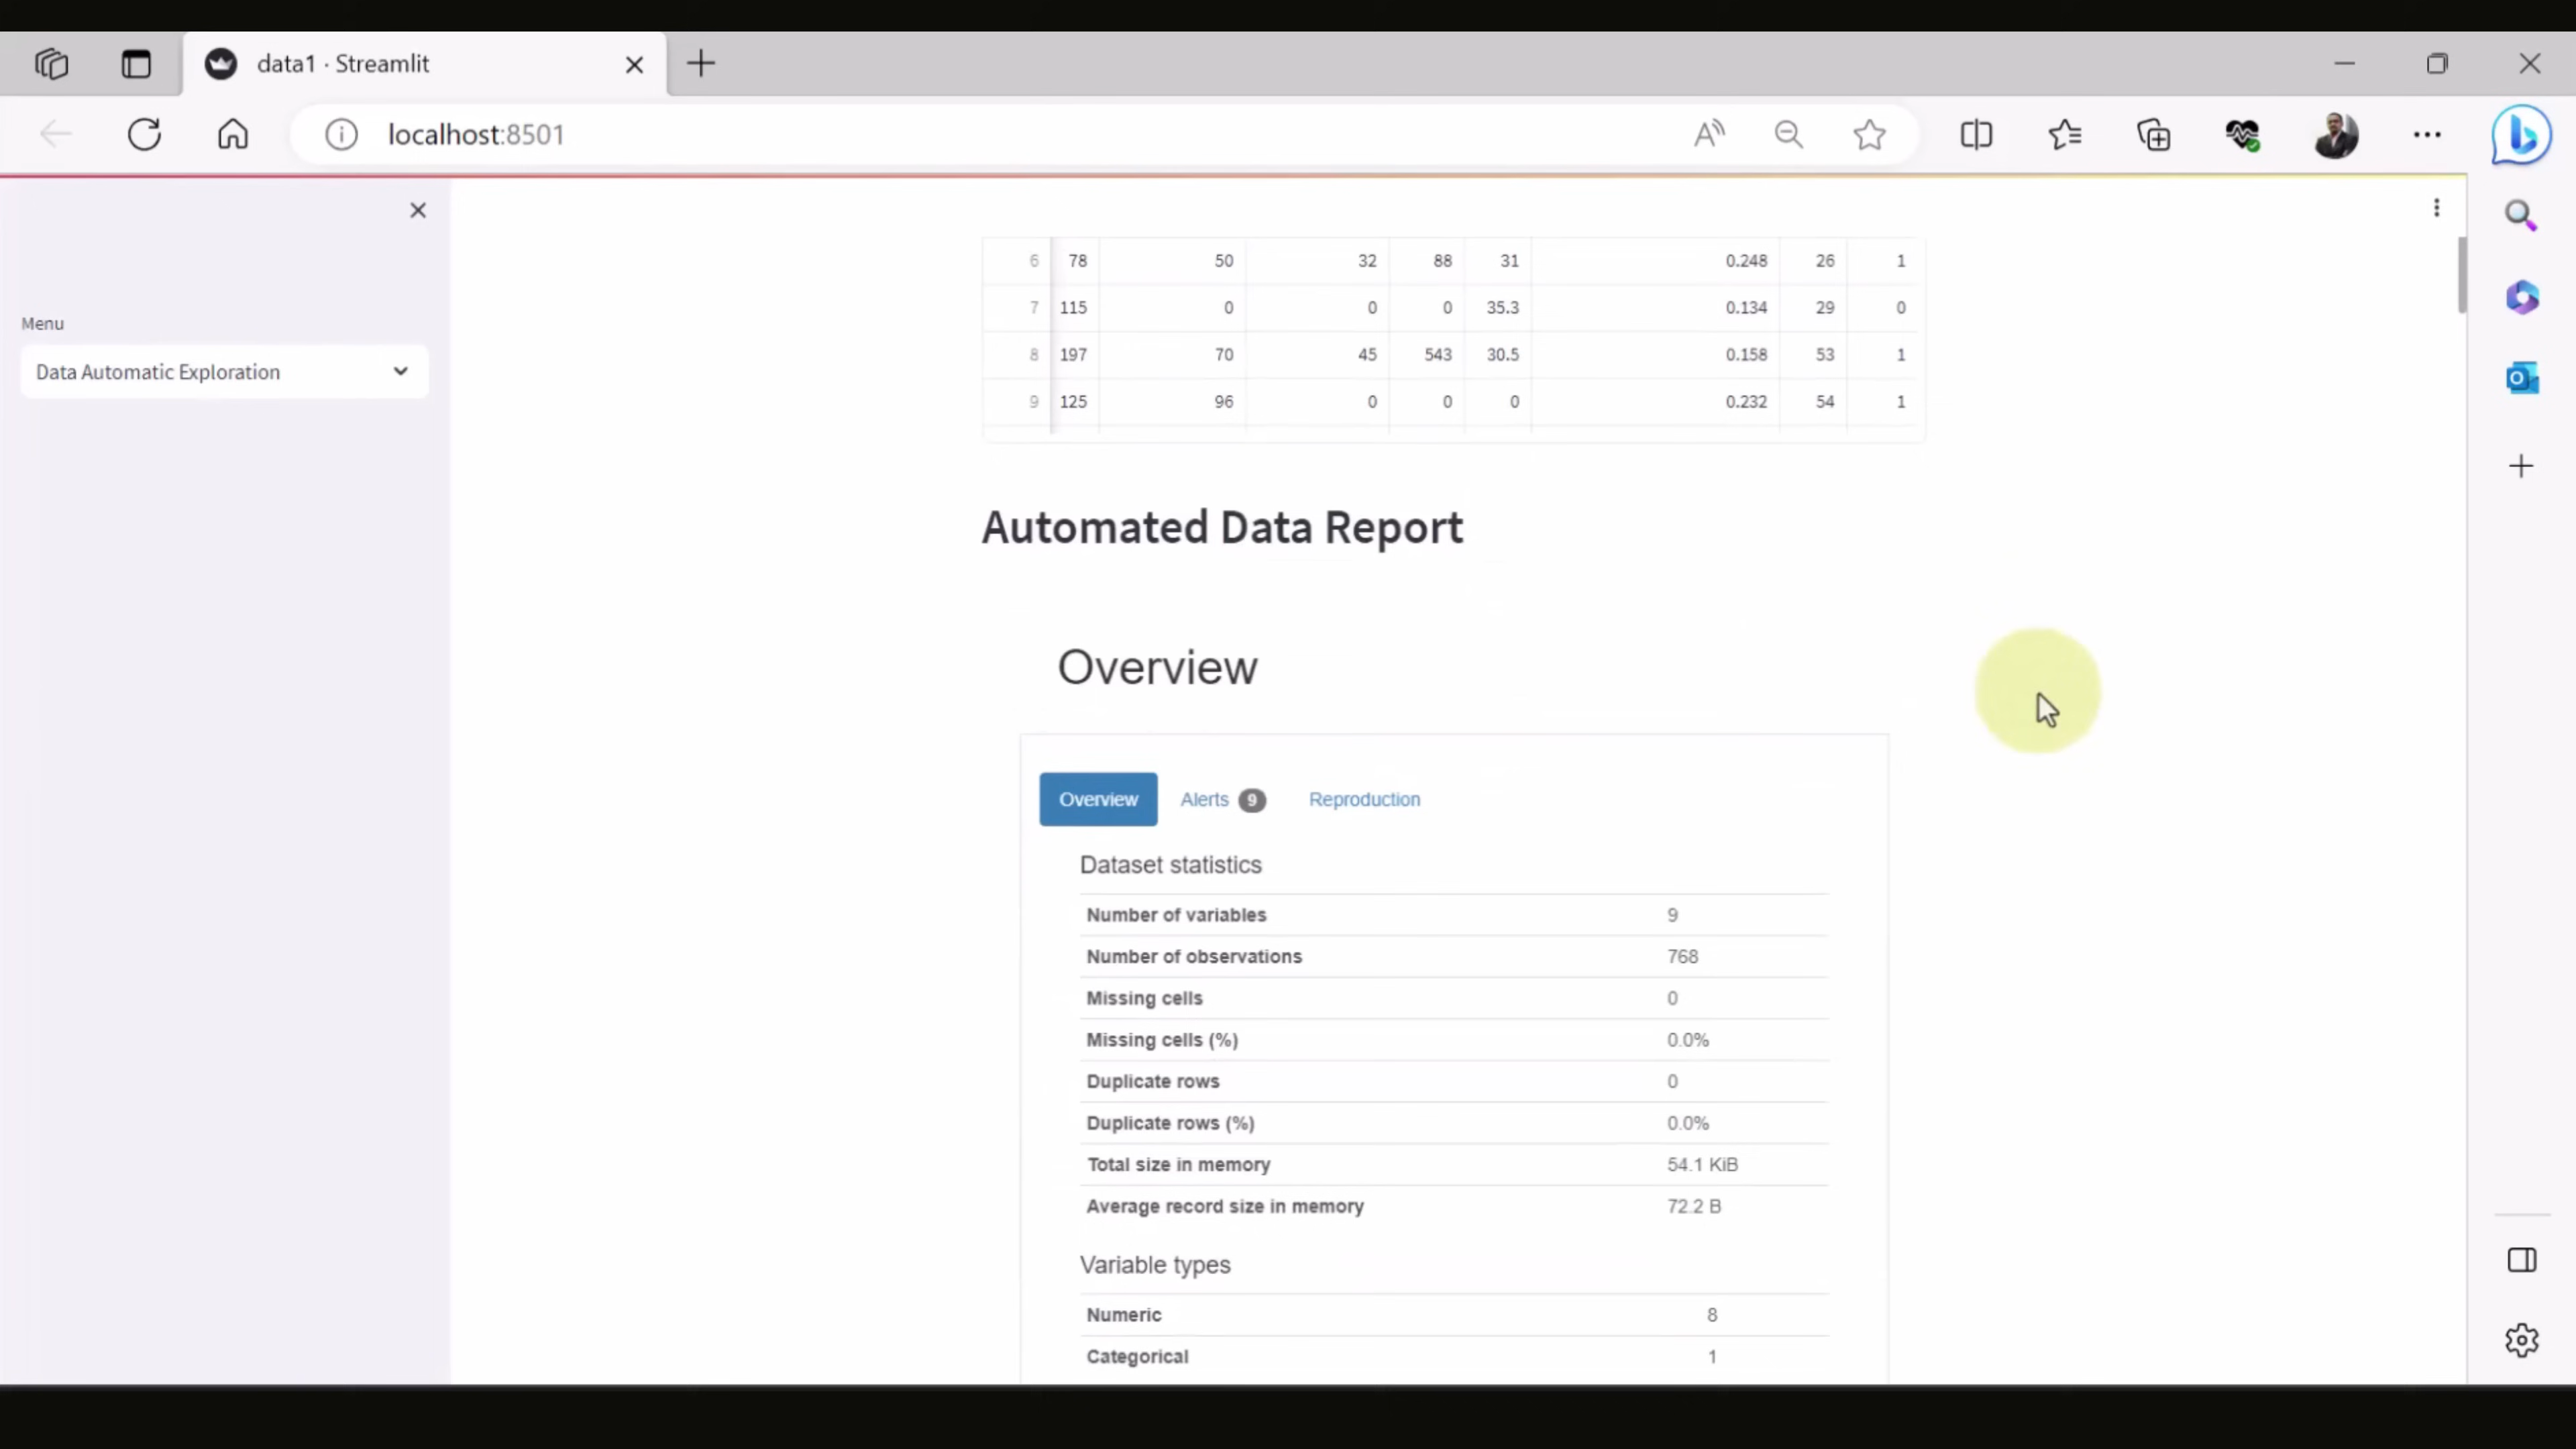 data1 · Streamlit
localhost:8501
Menu
Data Automatic Exploration
6 78 50 32 88 31 0.248 26 1
7 115 0 0 0 35.3 0.134 29 0
8 197 70 45 543 30.5 0.158 53 1
9 125 96 0 0 0 0.232 54 1
Automated Data Report
Overview
Overview Alerts 9 Reproduction
Dataset statistics
Number of variables 9
Number of observations 768
Missing cells 0
Missing cells (%) 0.0%
Duplicate rows 0
Duplicate rows (%) 0.0%
Total size in memory 54.1 KiB
Average record size in memory 72.2 B
Variable types
Numeric 8
Categorical 1